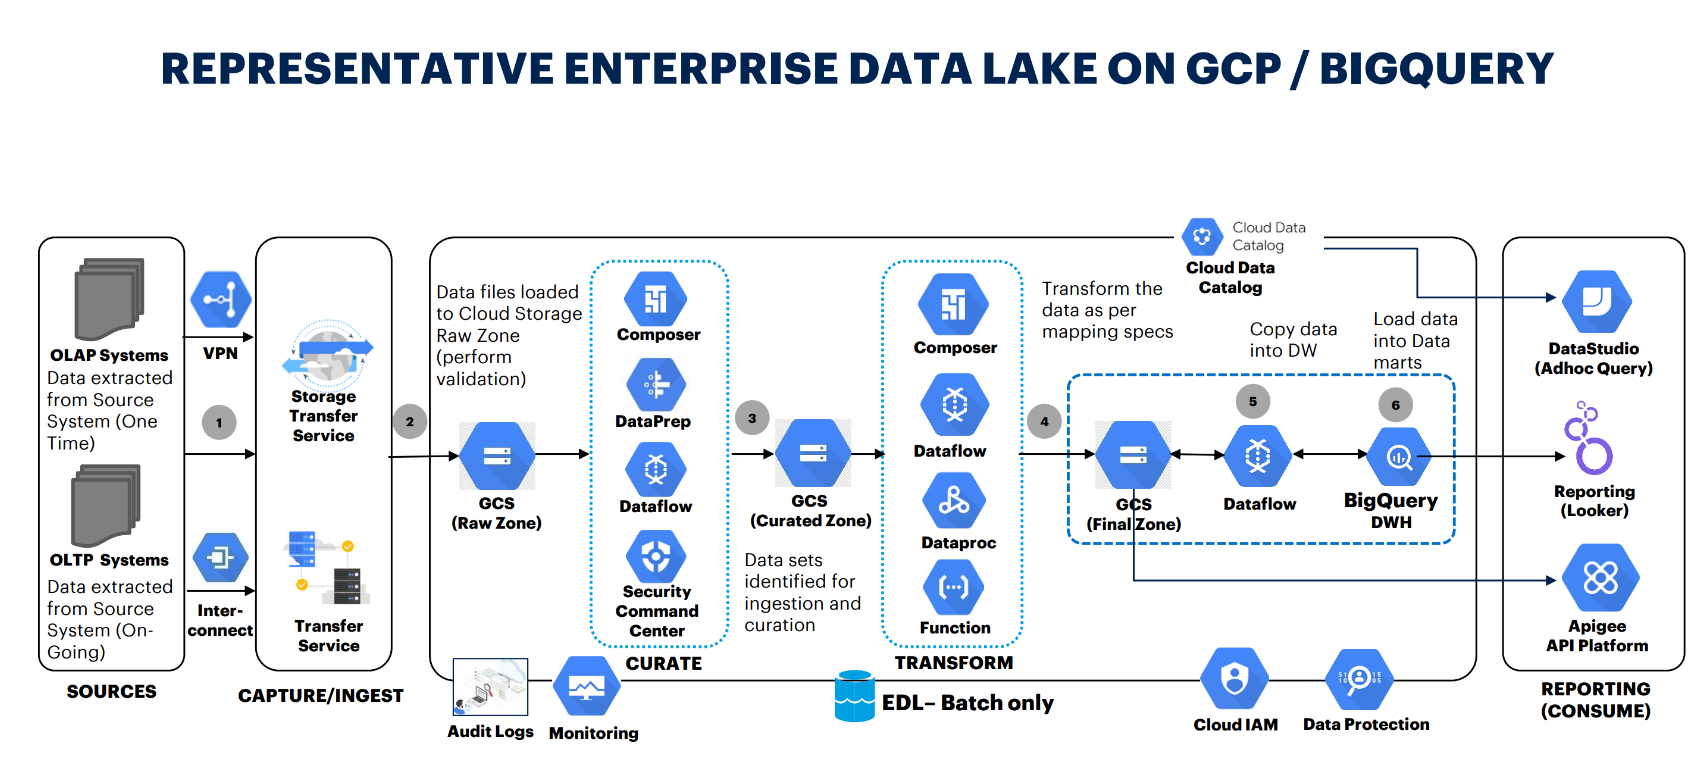 REPRESENTATIVE ENTERPRISE DATA LAKE ON GCP / BIGQUERY
OLAP Systems
Data extracted
from Source
System (One
Time)
OLTP  Systems
Data extracted
from Source
System (On-
Going)
SOURCES
VPN
1
Inter-
connect
Storage
Transfer
Service
Transfer
Service
CAPTURE/INGEST
2
Data files loaded
to Cloud Storage
Raw Zone
(perform
validation)
GCS
(Raw Zone)
Composer
DataPrep
Dataflow
Security
Command
Center
CURATE
3
GCS
(Curated Zone)
Data sets
identified for
ingestion and
curation
Composer
Dataflow
Dataproc
Function
TRANSFORM
4
Transform the
data as per
mapping specs
GCS
(Final Zone)
Copy data
into DW
5
Dataflow
Load data
into Data
marts
6
BigQuery
DWH
Cloud Data
Catalog
Cloud Data
Catalog
Audit Logs
Monitoring
EDL– Batch only
Cloud IAM
Data Protection
DataStudio
(Adhoc Query)
Reporting
(Looker)
Apigee
API Platform
REPORTING
(CONSUME)